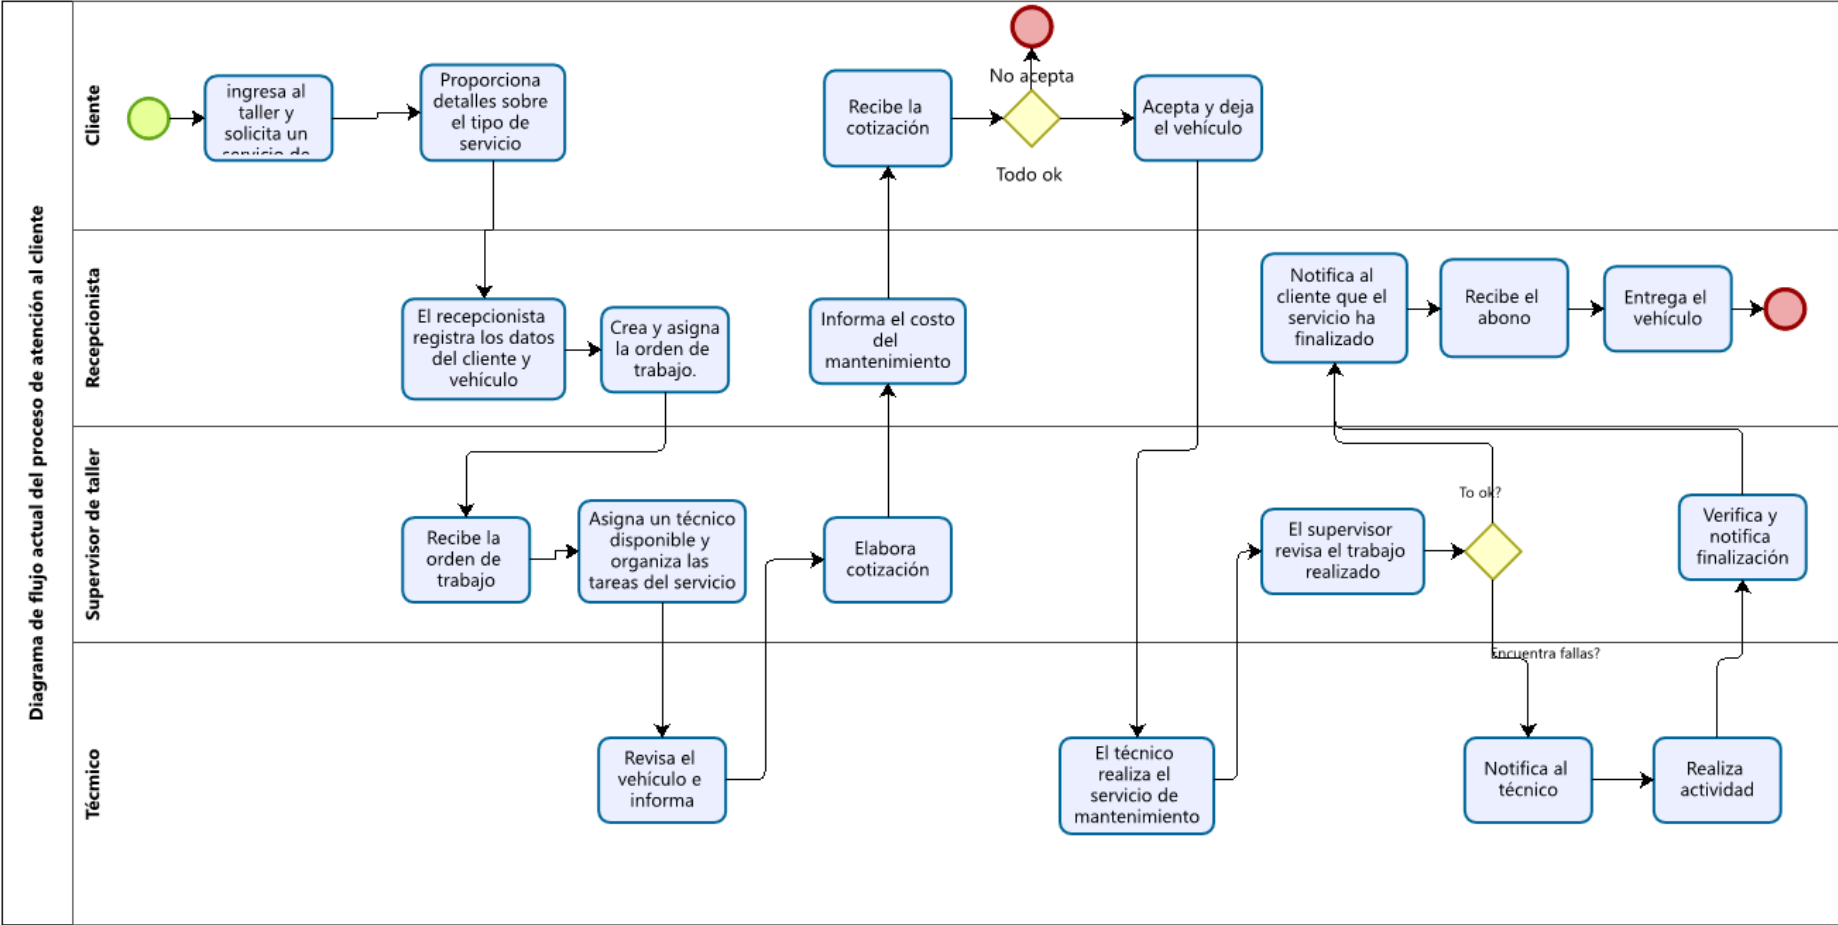 Diagrama de flujo actual del proceso de atención al cliente
Cliente
ingresa al
taller y
solicita un
servicio de
Proporciona
detalles sobre
el tipo de
servicio
Recibe la
cotización
No acepta
Todo ok
Acepta y deja
el vehículo
Recepcionista
El recepcionista
registra los datos
del cliente y
vehículo
Crea y asigna
la orden de
trabajo.
Informa el costo
del
mantenimiento
Notifica al
cliente que el
servicio ha
finalizado
Recibe el
abono
Entrega el
vehículo
Supervisor de taller
Recibe la
orden de
trabajo
Asigna un técnico
disponible y
organiza las
tareas del servicio
Elabora
cotización
El supervisor
revisa el trabajo
realizado
To ok?
Verifica y
notifica
finalización
Técnico
Revisa el
vehículo e
informa
El técnico
realiza el
servicio de
mantenimiento
Encuentra fallas?
Notifica al
técnico
Realiza
actividad